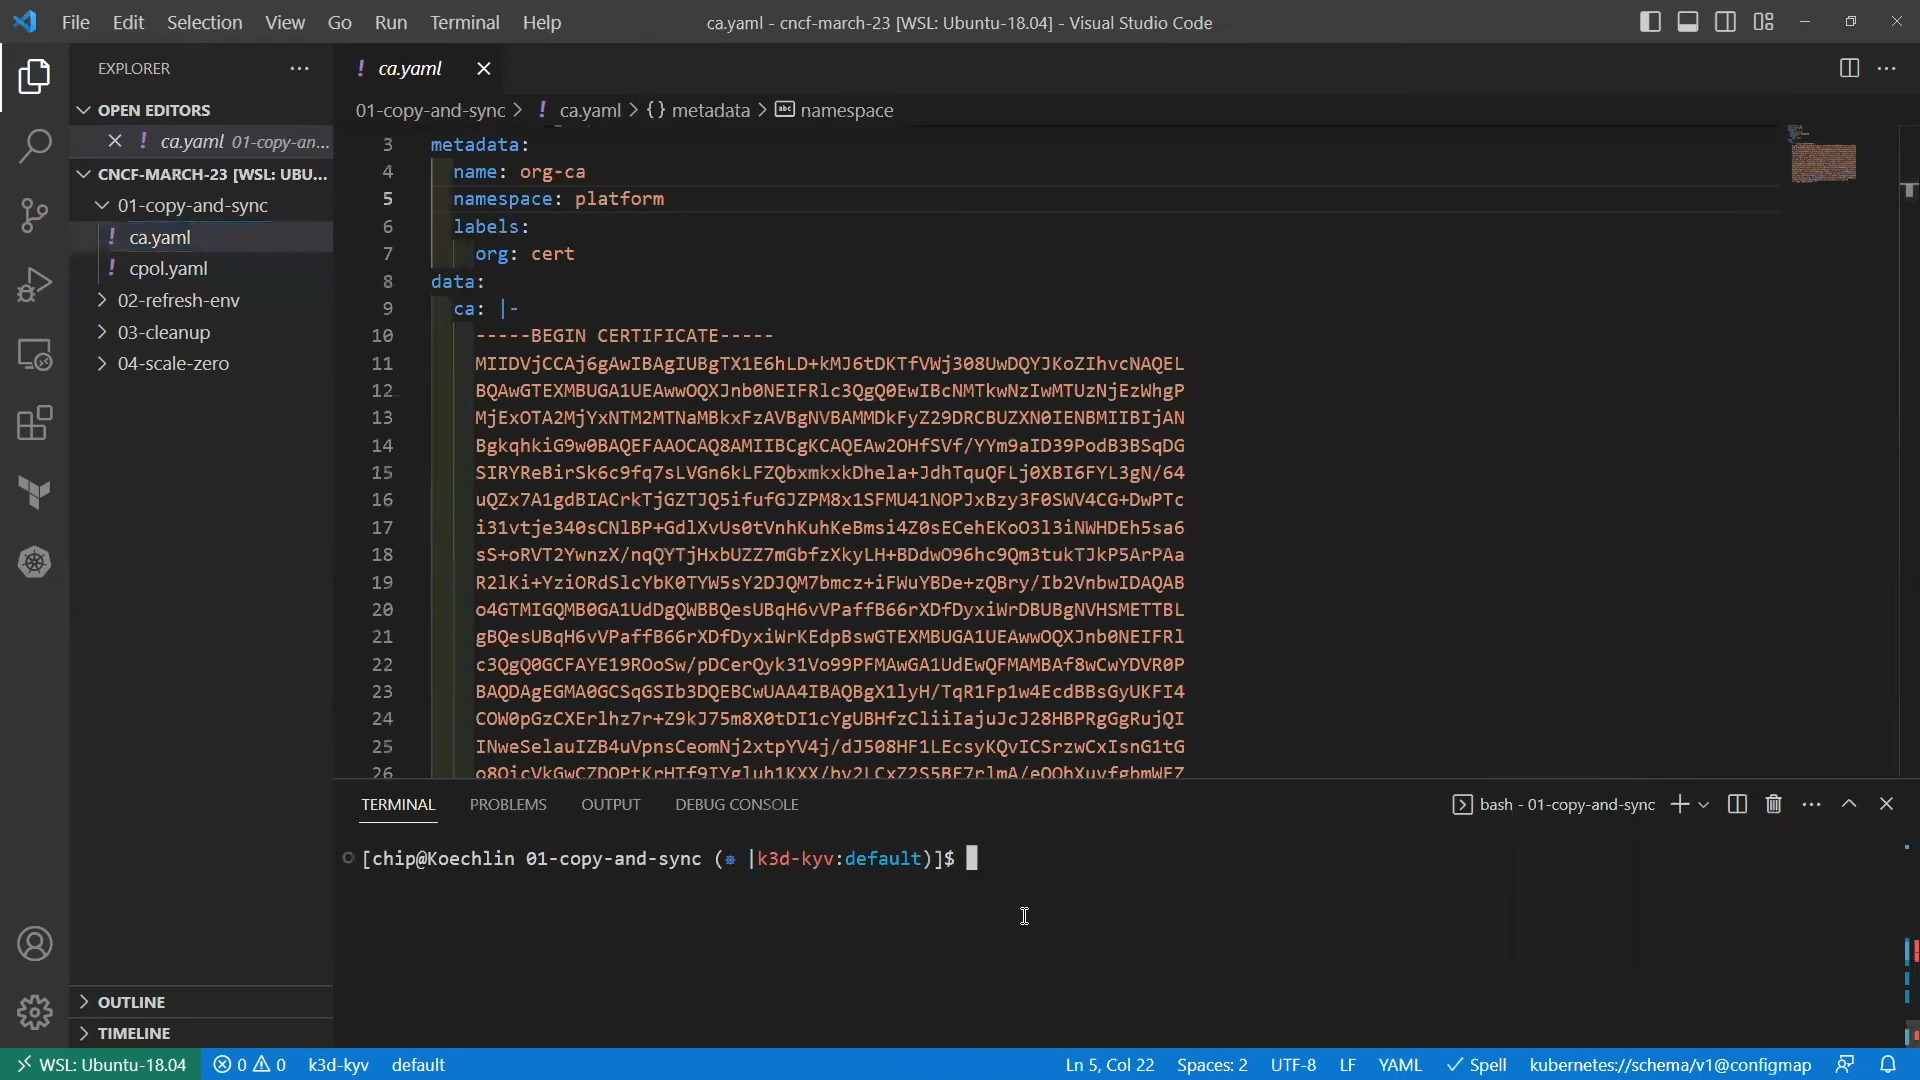 File Edit Selection View Go Run Terminal Help
ca.yaml - cncf-march-23 [WSL: Ubuntu-18.04] - Visual Studio Code
EXPLORER
OPEN EDITORS
! ca.yaml 01-copy-an...
CNCF-MARCH-23 [WSL: UBU...
01-copy-and-sync
! ca.yaml
! cpol.yaml
02-refresh-env
03-cleanup
04-scale-zero
OUTLINE
TIMELINE
! ca.yaml
01-copy-and-sync > ! ca.yaml > {} metadata > abc namespace
3 metadata:
4 name: org-ca
5 namespace: platform
6 labels:
7 org: cert
8 data:
9 ca: |-
10 -----BEGIN CERTIFICATE-----
11 MIIDVjCCAj6gAwIBAgIUBgTX1E6hLD+kMJ6tDKTfVWj308UwDQYJKoZIhvcNAQEL
12 BQAwGTEXMBUGA1UEAwwOQXJnb0NEIFRlc3QgQ0EwIBcNMTkwNzIwMTUzNjEzWhgP
13 MjExOTA2MjYxNTM2MTNaMBkxFzAVBgNVBAMMDkFyZ29DRCBUZXN0IENBMIIBIjAN
14 BgkqhkiG9w0BAQEFAAOCAQ8AMIIBCgKCAQEAw2OHfSVf/YYm9aID39PodB3BSqDG
15 SIRYReBirSk6c9fq7sLVGn6kLFZQbxmkxkDhela+JdhTquQFLj0XBI6FYL3gN/64
16 uQZx7A1gdBIACrkTjGZTJQ5ifufGJZPM8x1SFMU41NOPJxBzy3F0SWV4CG+DwPTc
17 i31vtje340sCNlBP+GdlXvUs0tVnhKuhKeBmsi4Z0sECehEKoO3l3iNWHDEh5sa6
18 sS+oRVT2YwnzX/nqQYTjHxbUZZ7mGbfzXkyLH+BDdwO96hc9Qm3tukTJkP5ArPAa
19 R2lKi+YziORdSlcYbK0TYW5sY2DJQM7bmcz+iFWuYBDe+zQBry/Ib2VnbwIDAQAB
20 o4GTMIGQMB0GA1UdDgQWBBQesUBqH6vVPaffB66rXDfDyxiWrDBUBgNVHSMETTBL
21 gBQesUBqH6vVPaffB66rXDfDyxiWrKEdpBswGTEXMBUGA1UEAwwOQXJnb0NEIFRl
22 c3QgQ0GCFAYE19ROoSw/pDCerQyk31Vo99PFMAwGA1UdEwQFMAMBAf8wCwYDVR0P
23 BAQDAgEGMA0GCSqGSIb3DQEBCwUAA4IBAQBgX1lyH/TqR1Fp1w4EcdBBsGyUKFI4
24 COW0pGzCXErlhz7r+Z9kJ75m8X0tDI1cYgUBHfzCliiIajuJcJ28HBPRgGgRujQI
25 INweSelauIZB4uVpnsCeomNj2xtpYV4j/dJ508HF1LEcsyKQvICSrzwCxIsnG1tG
26
TERMINAL PROBLEMS OUTPUT DEBUG CONSOLE
bash - 01-copy-and-sync
[chip@Koechlin 01-copy-and-sync (⎈ |k3d-kyv:default)]$
WSL: Ubuntu-18.04 0 0 k3d-kyv default
Ln 5, Col 22 Spaces: 2 UTF-8 LF YAML Spell kubernetes://schema/v1@configmap